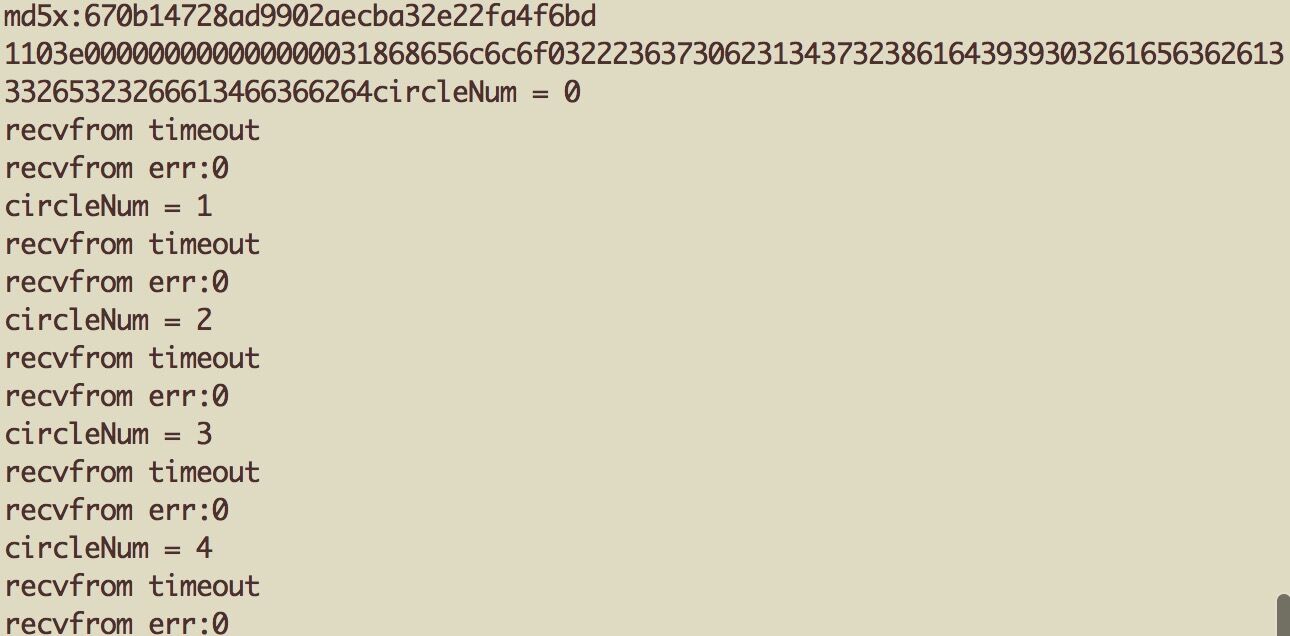 md5x:670b14728ad9902aecba32e22fa4f6bd
1103e000000000000000031868656c6c6f0322236373062313437323861643939303261656362613
33265323266613466366264circleNum = 0
recvfrom timeout
recvfrom err:0
circleNum = 1
recvfrom timeout
recvfrom err:0
circleNum = 2
recvfrom timeout
recvfrom err:0
circleNum = 3
recvfrom timeout
recvfrom err:0
circleNum = 4
recvfrom timeout
recvfrom err:0